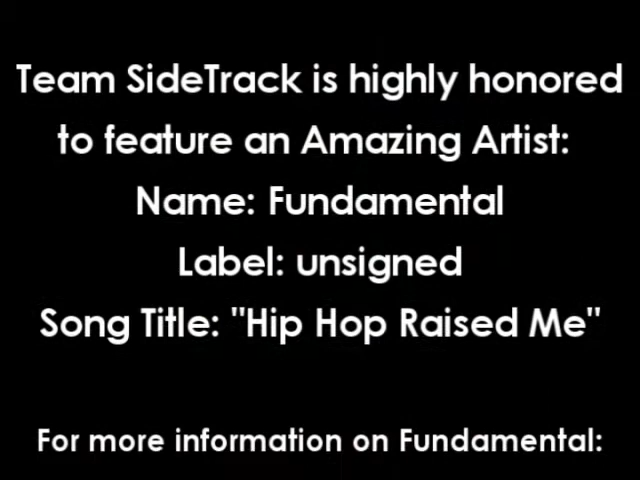 Team SideTrack is highly honored
to feature an Amazing Artist:
Name: Fundamental
Label: unsigned
Song Title: "Hip Hop Raised Me"
For more information on Fundamental: